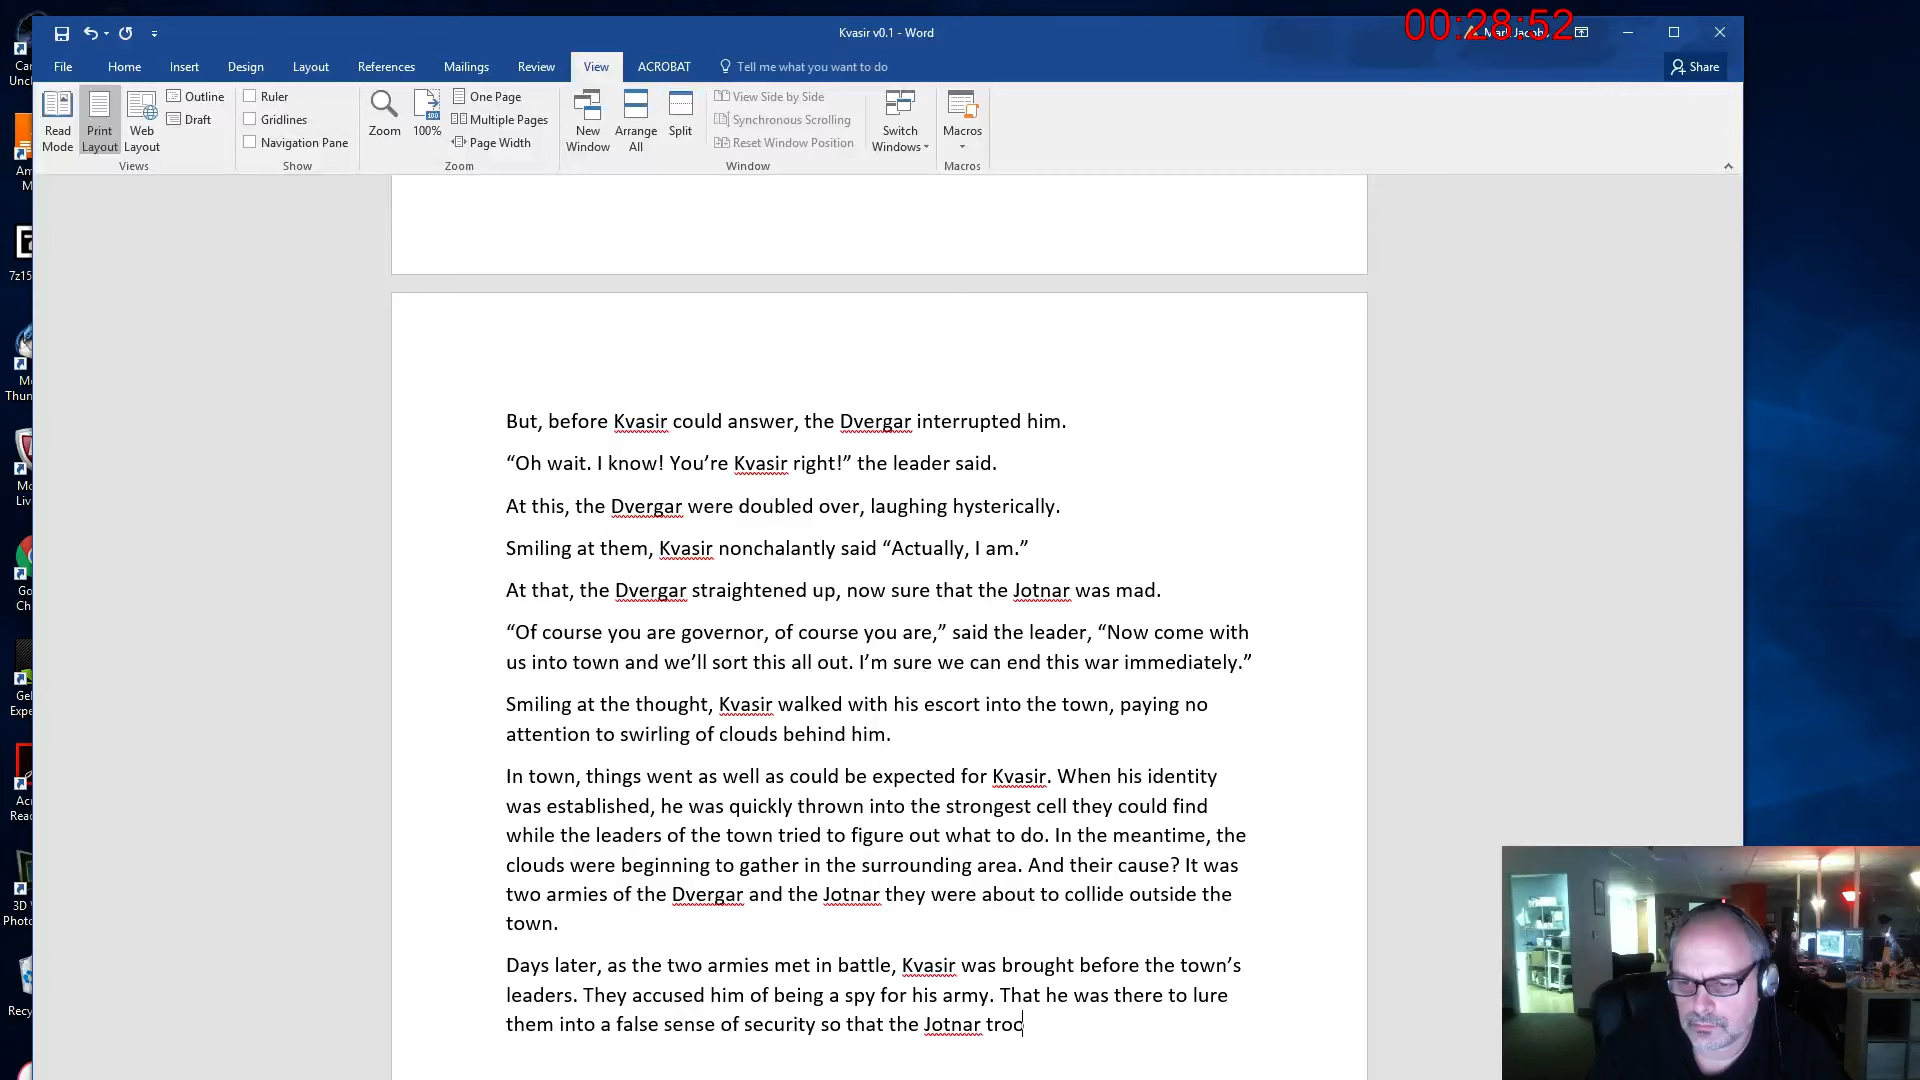 00:28:52
Kvasir v0.1 - Word
File Home Insert Design Layout References Mailings Review View ACROBAT Tell me what you want to do Share
Read Mode
Print Layout
Web Layout
Outline
Draft
Views
Ruler
Gridlines
Navigation Pane
Show
Zoom
100%
One Page
Multiple Pages
Page Width
Zoom
New Window
Arrange All
Split
View Side by Side
Synchronous Scrolling
Reset Window Position
Window
Switch Windows
Macros
Macros
But, before Kvasir could answer, the Dvergar interrupted him.
“Oh wait. I know! You’re Kvasir right!” the leader said.
At this, the Dvergar were doubled over, laughing hysterically.
Smiling at them, Kvasir nonchalantly said “Actually, I am.”
At that, the Dvergar straightened up, now sure that the Jotnar was mad.
“Of course you are governor, of course you are,” said the leader, “Now come with
us into town and we’ll sort this all out. I’m sure we can end this war immediately.”
Smiling at the thought, Kvasir walked with his escort into the town, paying no
attention to swirling of clouds behind him.
In town, things went as well as could be expected for Kvasir. When his identity
was established, he was quickly thrown into the strongest cell they could find
while the leaders of the town tried to figure out what to do. In the meantime, the
clouds were beginning to gather in the surrounding area. And their cause? It was
two armies of the Dvergar and the Jotnar they were about to collide outside the
town.
Days later, as the two armies met in battle, Kvasir was brought before the town’s
leaders. They accused him of being a spy for his army. That he was there to lure
them into a false sense of security so that the Jotnar troc